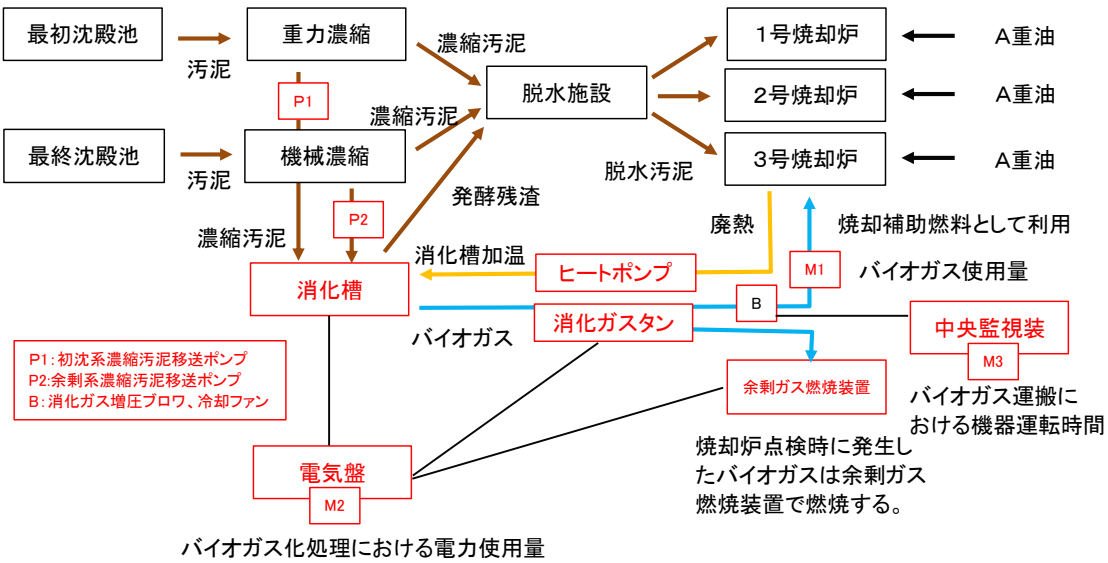 最初沈殿池
汚泥
重力濃縮
濃縮汚泥
P1
最終沈殿池
汚泥
機械濃縮
濃縮汚泥
P2
濃縮汚泥
発酵残渣
脱水施設
脱水汚泥
1号焼却炉
A重油
2号焼却炉
A重油
3号焼却炉
A重油
廃熱
焼却補助燃料として利用
消化槽加温
ヒートポンプ
M1
バイオガス使用量
消化槽
バイオガス
消化ガスタン
B
中央監視装
M3
バイオガス運搬に
おける機器運転時間
P1:初沈系濃縮汚泥移送ポンプ
P2:余剰系濃縮汚泥移送ポンプ
B:消化ガス増圧ブロワ、冷却ファン
余剰ガス燃焼装置
焼却炉点検時に発生し
たバイオガスは余剰ガス
燃焼装置で燃焼する。
電気盤
M2
バイオガス化処理における電力使用量